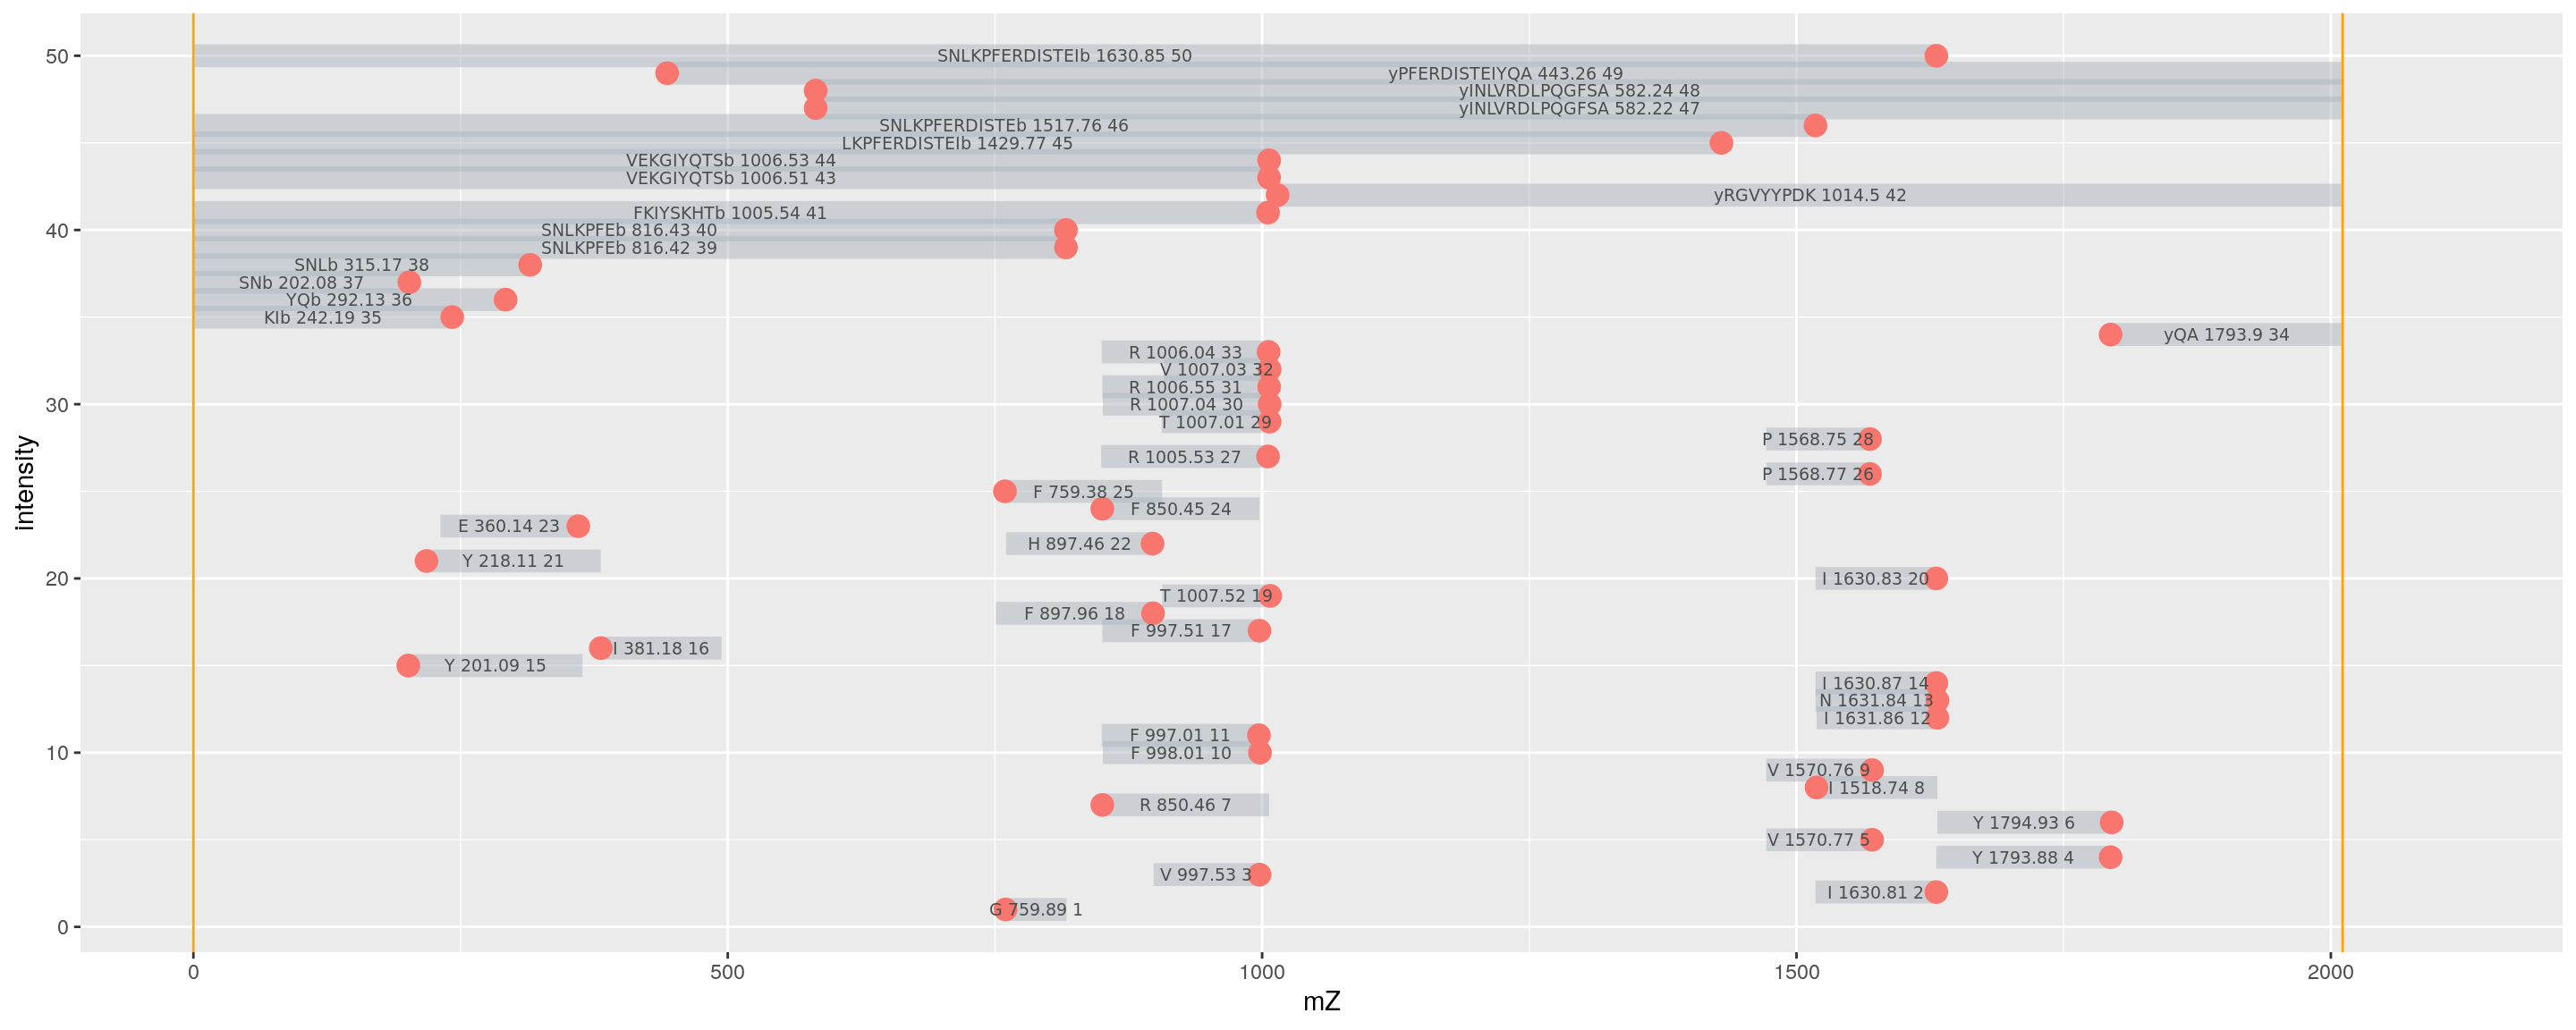 50
SNLKPFERDISTEIb 1630.85 50
yPFERDISTEIYQA 443.26 49
yINLVRDLPQGFSA 582.24 48
yINLVRDLPQGFSA 582.22 47
SNLKPFERDISTEb 1517.76 46
LKPFERDISTEIb 1429.77 45
VEKGIYQTSb 1006.53 44
VEKGIYQTSb 1006.51 43
yRGVYYPDK 1014.5 42
FKIYSKHTb 1005.54 41
40
SNLKPFEb 816.43 40
SNLKPFEb 816.42 39
SNLb 315.17 38
SNb 202.08 37
YQb 292.13 36
KIb 242.19 35
yQA 1793.9 34
R 1006.04 33
V 1007.03 32
R 1006.55 31
30
R 1007.04 30
T 1007.01 29
P 1568.75 28
R 1005.53 27
P 1568.77 26
F 759.38 25
F 850.45 24
E 360.14 23
H 897.46 22
Y 218.11 21
20
I 1630.83 20
T 1007.52 19
F 897.96 18
F 997.51 17
I 381.18 16
Y 201.09 15
I 1630.87 14
N 1631.84 13
I 1631.86 12
F 997.01 11
10
F 998.01 10
V 1570.76 9
I 1518.74 8
R 850.46 7
Y 1794.93 6
V 1570.77 5
Y 1793.88 4
V 997.53 3
I 1630.81 2
G 759.89 1
0
intensity
0 500 1000 1500 2000
mZ